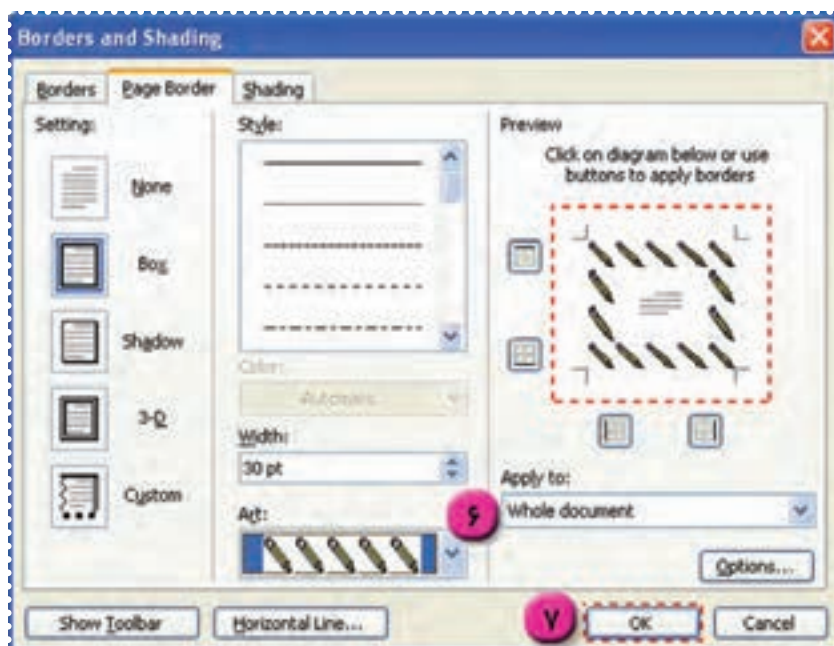 Borders and Shading
Borders
Page Border
Shading
Setting:
None
Box
Shadow
3-D
Custom
Style:
Color:
Automatic
Width:
30 pt
Art:
Preview
Click on diagram below or use
buttons to apply borders
Apply to:
۶
Whole document
Options...
Show Toolbar
Horizontal Line...
۷
OK
Cancel